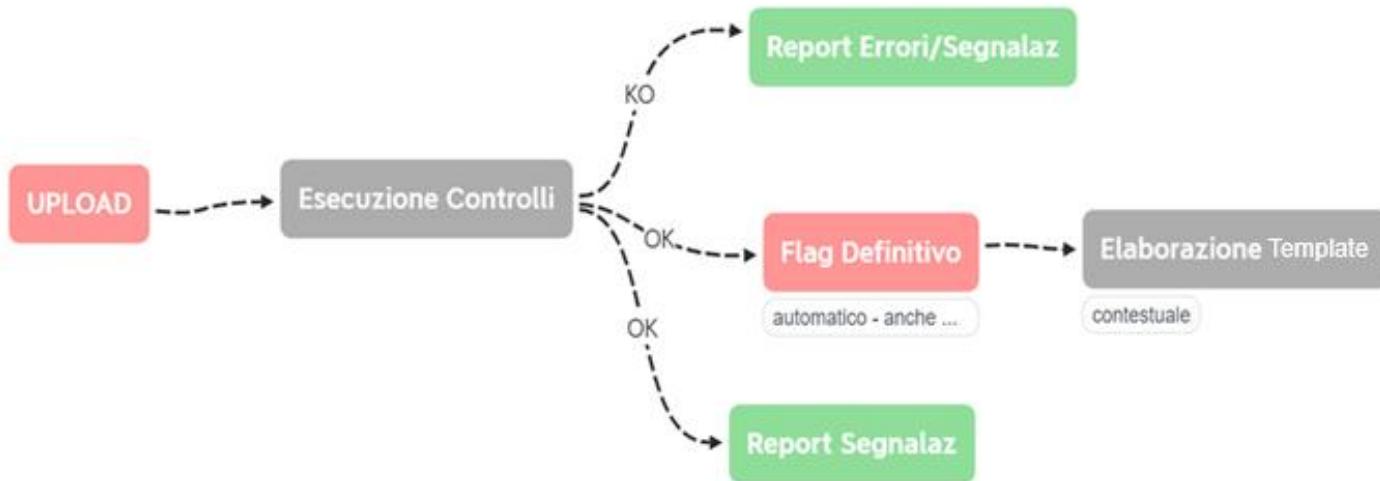 Report Errori/Segnalaz
KO
UPLOAD
Esecuzione Controlli
OK
Flag Definitivo
Elaborazione Template
automatico - anche ...
contestuale
OK
Report Segnalaz